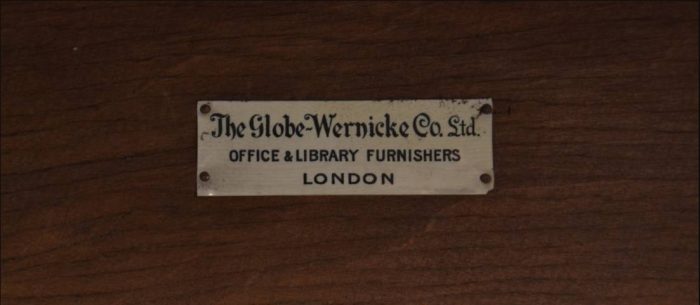 The Globe-Wernicke Co. Ltd.
OFFICE & LIBRARY FURNISHERS
LONDON